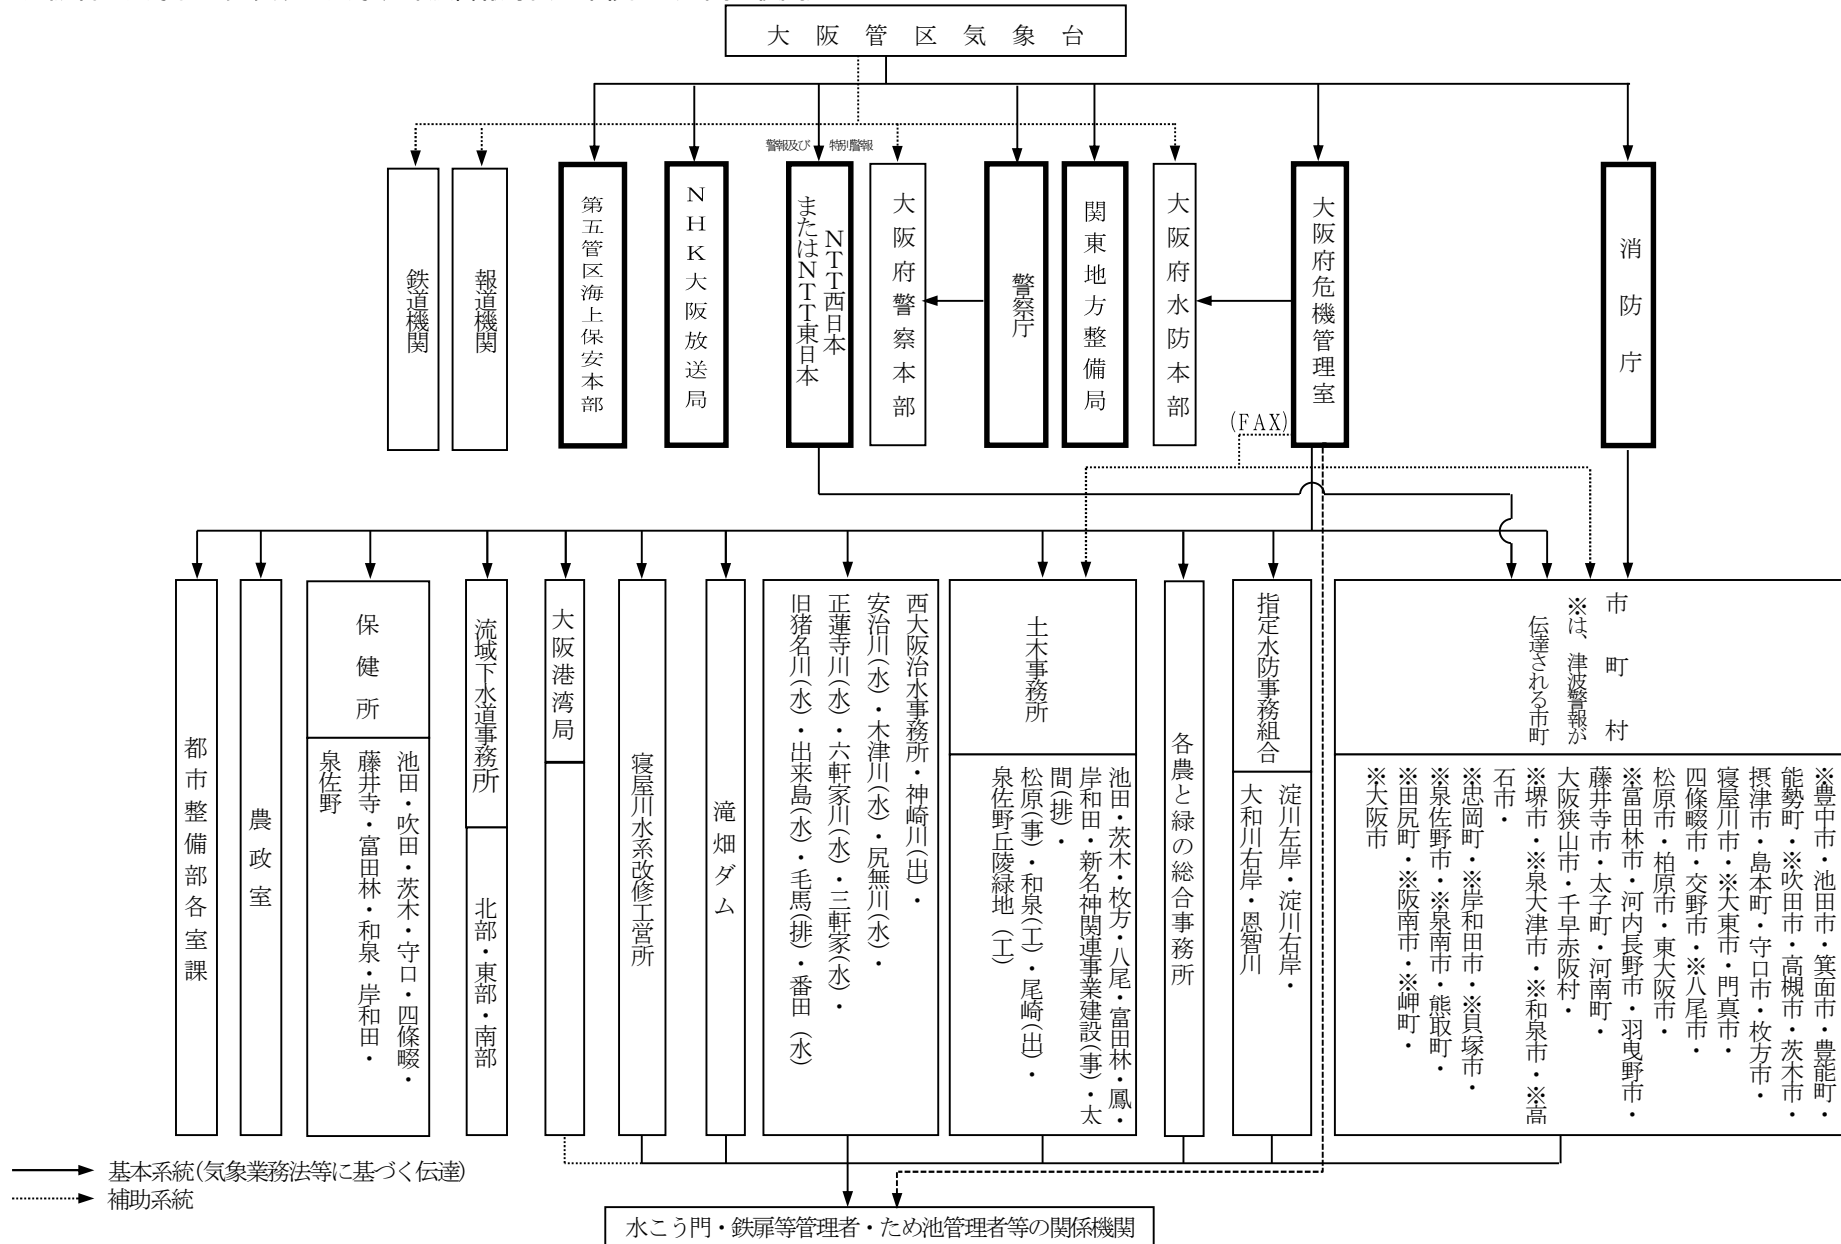 大阪管区気象台
警報及び
特別警報
鉄道機関
報道機関
第五管区海上保安本部
NHK大阪放送局
NTT西日本
またはNTT東日本
大阪府警察本部
警察庁
関東地方整備局
大阪府水防本部
大阪府危機管理室
消防庁
(FAX)
都市整備部各室課
農政室
保健所
池田・吹田・茨木・守口・四條畷・
藤井寺・富田林・和泉・岸和田・
泉佐野
流域下水道事務所
北部・東部・南部
大阪港湾局
寝屋川水系改修工営所
滝畑ダム
西大阪治水事務所・神崎川(出)・
安治川(水)・木津川(水)・尻無川(水)・
正蓮寺川(水)・六軒家川(水)・三軒家(水)・
旧猪名川(水)・出来島(水)・毛馬(排)・番田(水)
土木事務所
池田・茨木・枚方・八尾・富田林・鳳・
岸和田・新名神関連事業建設(事)・太
間(排)・
松原(事)・和泉(工)・尾崎(出)・
泉佐野丘陵緑地(工)
各農と緑の総合事務所
指定水防事務組合
淀川左岸・淀川右岸・
大和川右岸・恩智川
市町村
※は、津波警報が
伝達される市町
※豊中市・池田市・箕面市・豊能町・
能勢町・※吹田市・高槻市・茨木市・
摂津市・島本町・守口市・枚方市・
寝屋川市・※大東市・門真市・
四條畷市・交野市・※八尾市・
松原市・柏原市・東大阪市・
※富田林市・河内長野市・羽曳野市・
藤井寺市・太子町・河南町・
大阪狭山市・千早赤阪村・
※堺市・※泉大津市・※和泉市・※高
石市・
※忠岡町・※岸和田市・※貝塚市・
※泉佐野市・※泉南市・熊取町・
※田尻町・※阪南市・※岬町・
※大阪市
基本系統(気象業務法等に基づく伝達)
補助系統
水こう門・鉄扉等管理者・ため池管理者等の関係機関